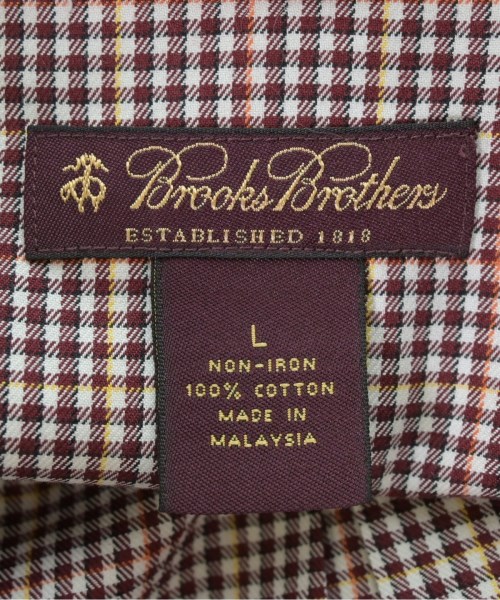 Brooks Brothers
ESTABLISHED 1818
L
NON-IRON
100% COTTON
MADE IN
MALAYSIA